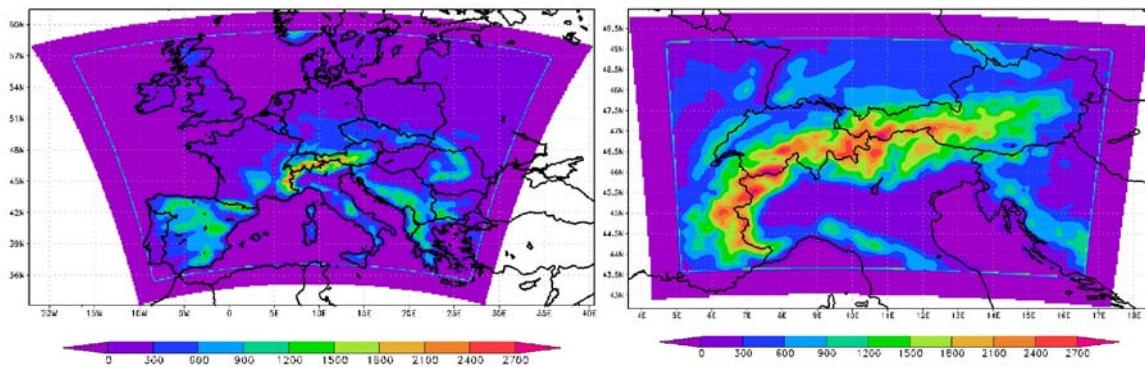 60N
57N
54N
51N
48N
45N
42N
39N
36N
20W 15W 10W 5W 0 5E 10E 15E 20E 25E 30E 35E 40E
0 300 600 900 1200 1500 1800 2100 2400 2700
49.5N
49N
48.5N
48N
47.5N
47N
46.5N
46N
45.5N
45N
44.5N
44N
43.5N
43N
4E 5E 6E 7E 8E 9E 10E 11E 12E 13E 14E 15E 16E 17E 18E
0 300 600 900 1200 1500 1800 2100 2400 2700